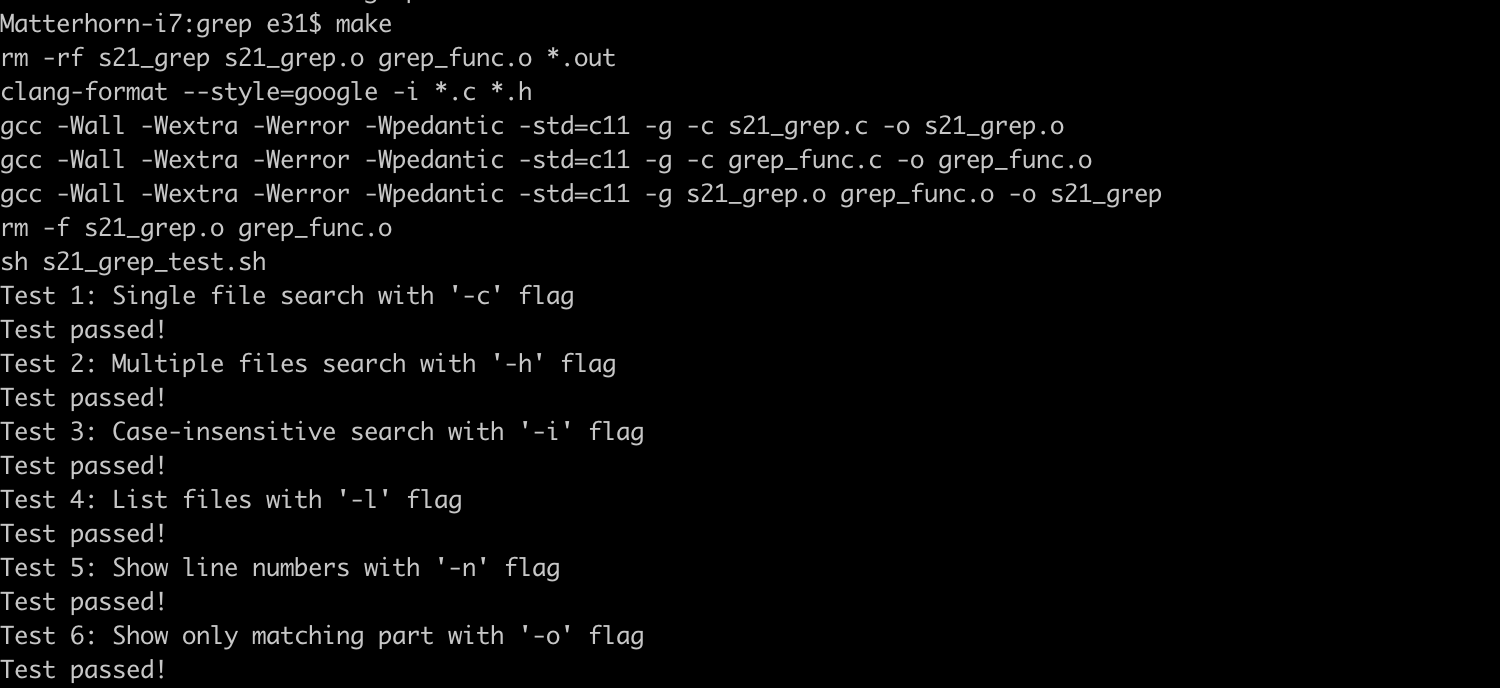 Matterhorn-i7:grep e31$ make
rm -rf s21_grep s21_grep.o grep_func.o *.out
clang-format --style=google -i *.c *.h
gcc -Wall -Wextra -Werror -Wpedantic -std=c11 -g -c s21_grep.c -o s21_grep.o
gcc -Wall -Wextra -Werror -Wpedantic -std=c11 -g -c grep_func.c -o grep_func.o
gcc -Wall -Wextra -Werror -Wpedantic -std=c11 -g s21_grep.o grep_func.o -o s21_grep
rm -f s21_grep.o grep_func.o
sh s21_grep_test.sh
Test 1: Single file search with '-c' flag
Test passed!
Test 2: Multiple files search with '-h' flag
Test passed!
Test 3: Case-insensitive search with '-i' flag
Test passed!
Test 4: List files with '-l' flag
Test passed!
Test 5: Show line numbers with '-n' flag
Test passed!
Test 6: Show only matching part with '-o' flag
Test passed!